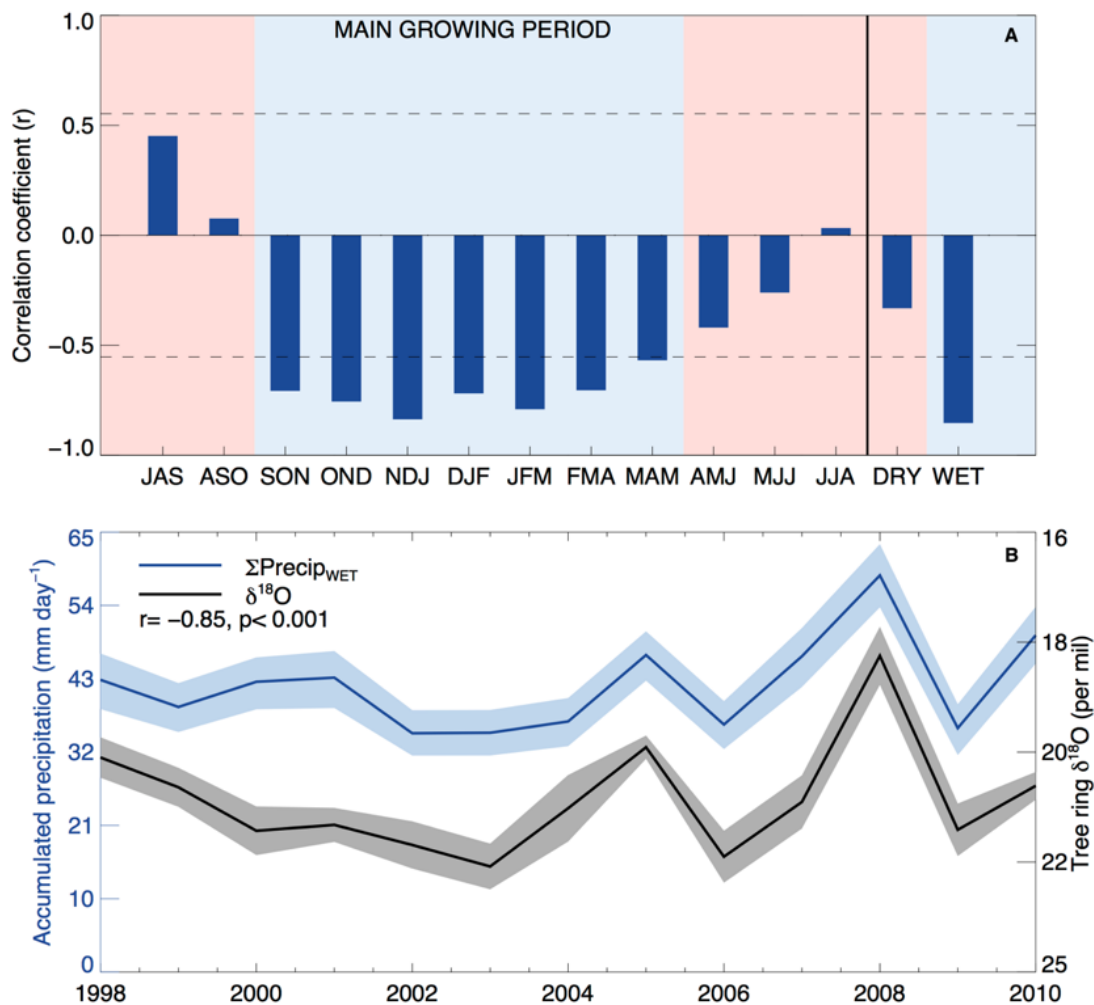 MAIN GROWING PERIOD
A
Correlation coefficient (r)
1.0
0.5
0.0
−0.5
−1.0
JAS ASO SON OND NDJ DJF JFM FMA MAM AMJ MJJ JJA DRY WET
B
Accumulated precipitation (mm day⁻¹)
65
54
43
32
21
10
0
ΣPrecip_WET
δ¹⁸O
r= −0.85, p< 0.001
Tree ring δ¹⁸O (per mil)
16
18
20
22
25
1998 2000 2002 2004 2006 2008 2010